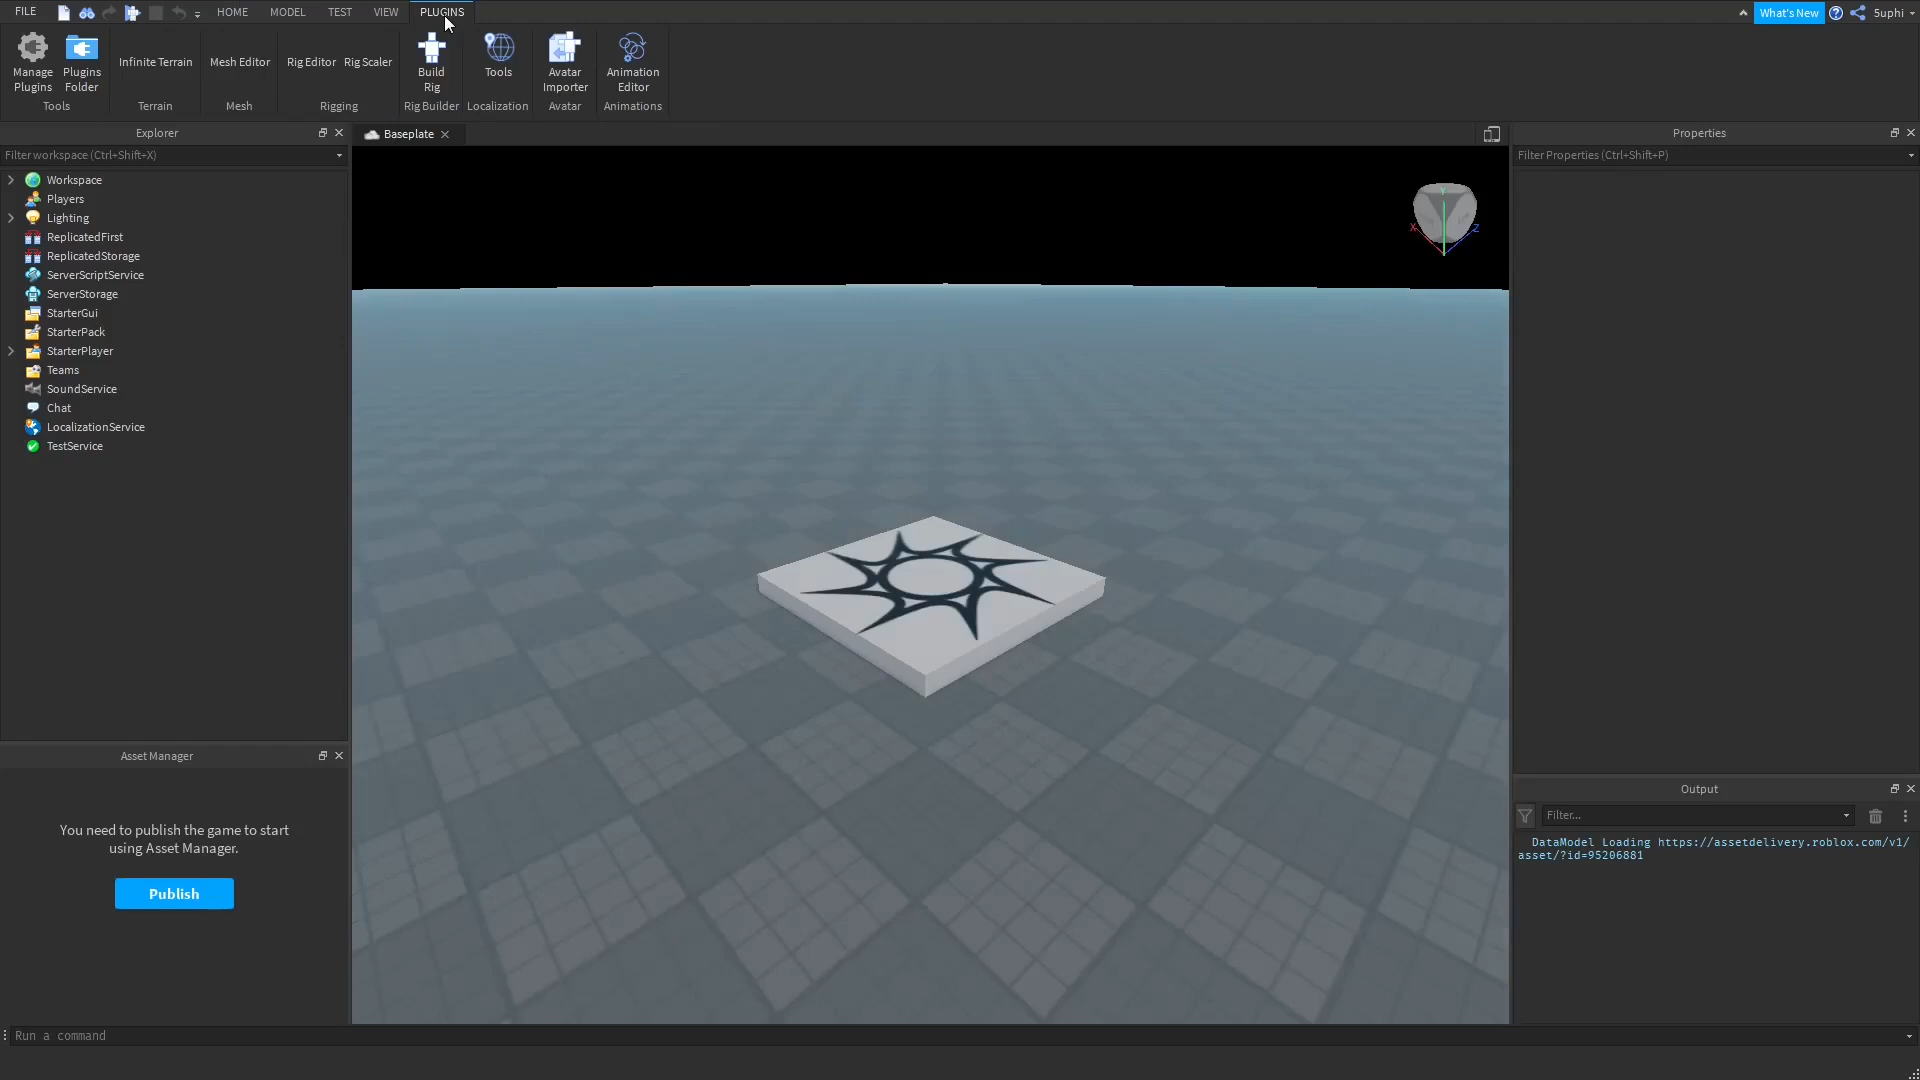 FILE
HOME
MODEL
TEST
VIEW
PLUGINS
What's New
5uphi
Manage
Plugins
Plugins
Folder
Infinite Terrain
Mesh Editor
Rig Editor
Rig Scaler
Build
Rig
Tools
Avatar
Importer
Animation
Editor
Tools
Terrain
Mesh
Rigging
Rig Builder
Localization
Avatar
Animations
Explorer
Filter workspace (Ctrl+Shift+X)
Workspace
Players
Lighting
ReplicatedFirst
ReplicatedStorage
ServerScriptService
ServerStorage
StarterGui
StarterPack
StarterPlayer
Teams
SoundService
Chat
LocalizationService
TestService
Asset Manager
You need to publish the game to start
using Asset Manager.
Publish
Baseplate
Y
X
Z
Properties
Filter Properties (Ctrl+Shift+P)
Output
Filter...
DataModel Loading https://assetdelivery.roblox.com/v1/
asset/?id=95206881
Run a command